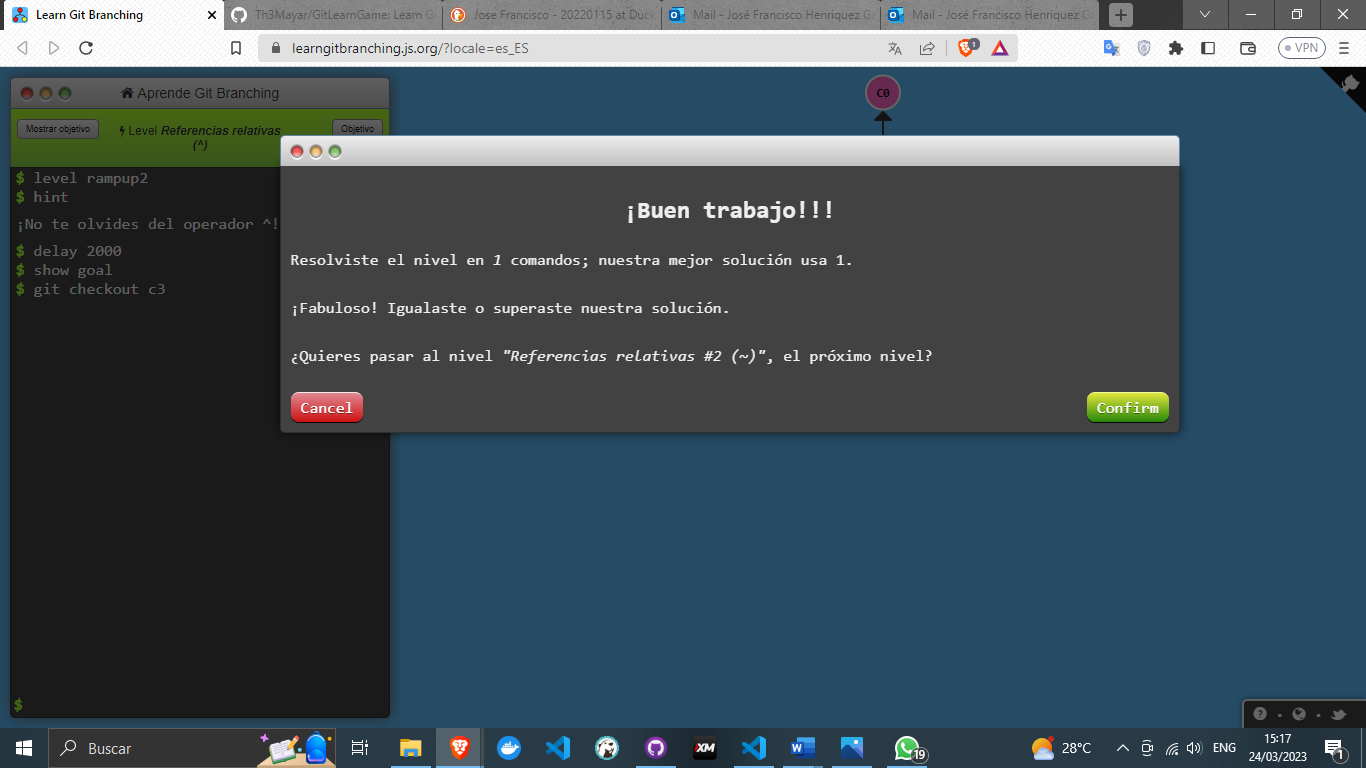 Learn Git Branching
Th3Mayar/GitLearnGame: Learn G
Jose Francisco - 20220115 at Duck
Mail - José Francisco Henriquez G
Mail - José Francisco Henriquez G
learngitbranching.js.org/?locale=es_ES
1
VPN
Aprende Git Branching
Mostrar objetivo
Level Referencias relativas
(^)
Objetivo
C0
$ level rampup2
$ hint
¡No te olvides del operador ^!
$ delay 2000
$ show goal
$ git checkout c3
¡Buen trabajo!!!
Resolviste el nivel en 1 comandos; nuestra mejor solución usa 1.
¡Fabuloso! Igualaste o superaste nuestra solución.
¿Quieres pasar al nivel "Referencias relativas #2 (~)", el próximo nivel?
Cancel
Confirm
$
Buscar
XM
19
28°C
ENG
15:17
24/03/2023
1